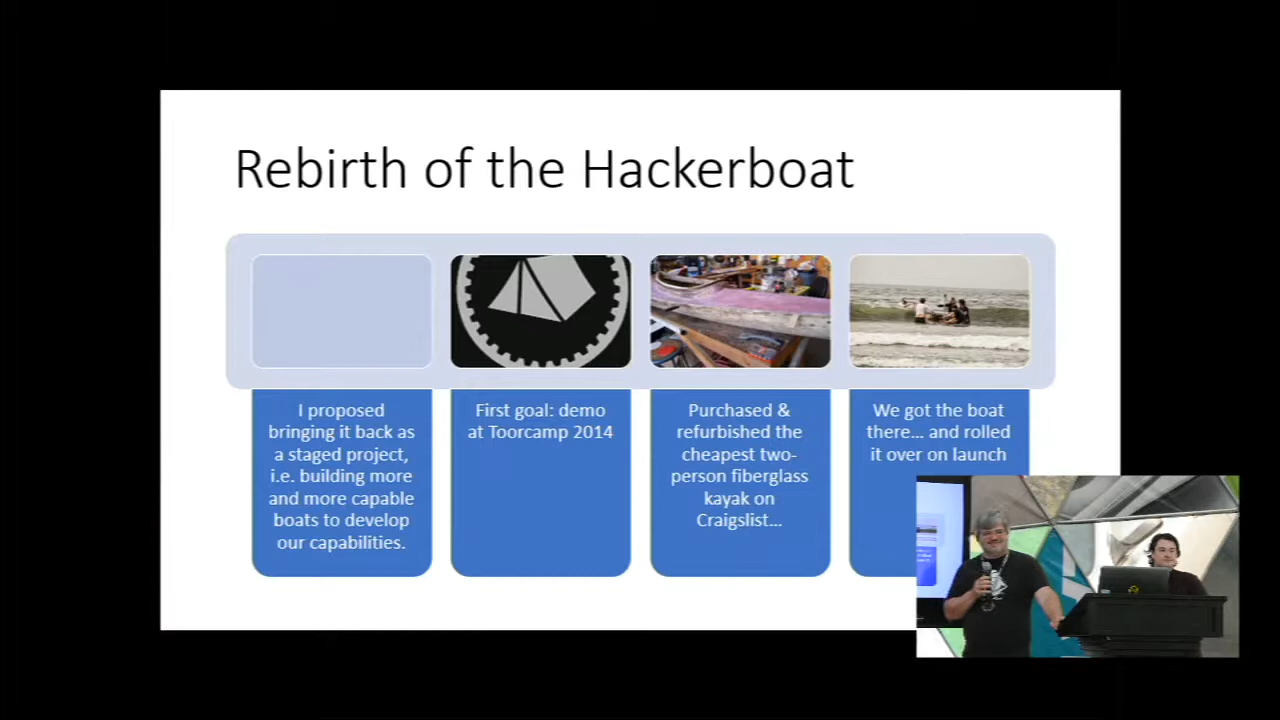 Rebirth of the Hackerboat
I proposed
bringing it back as
a staged project,
i.e. building more
and more capable
boats to develop
our capabilities.
First goal: demo
at Toorcamp 2014
Purchased &
refurbished the
cheapest two-
person fiberglass
kayak on
Craigslist...
We got the boat
there... and rolled
it over on launch